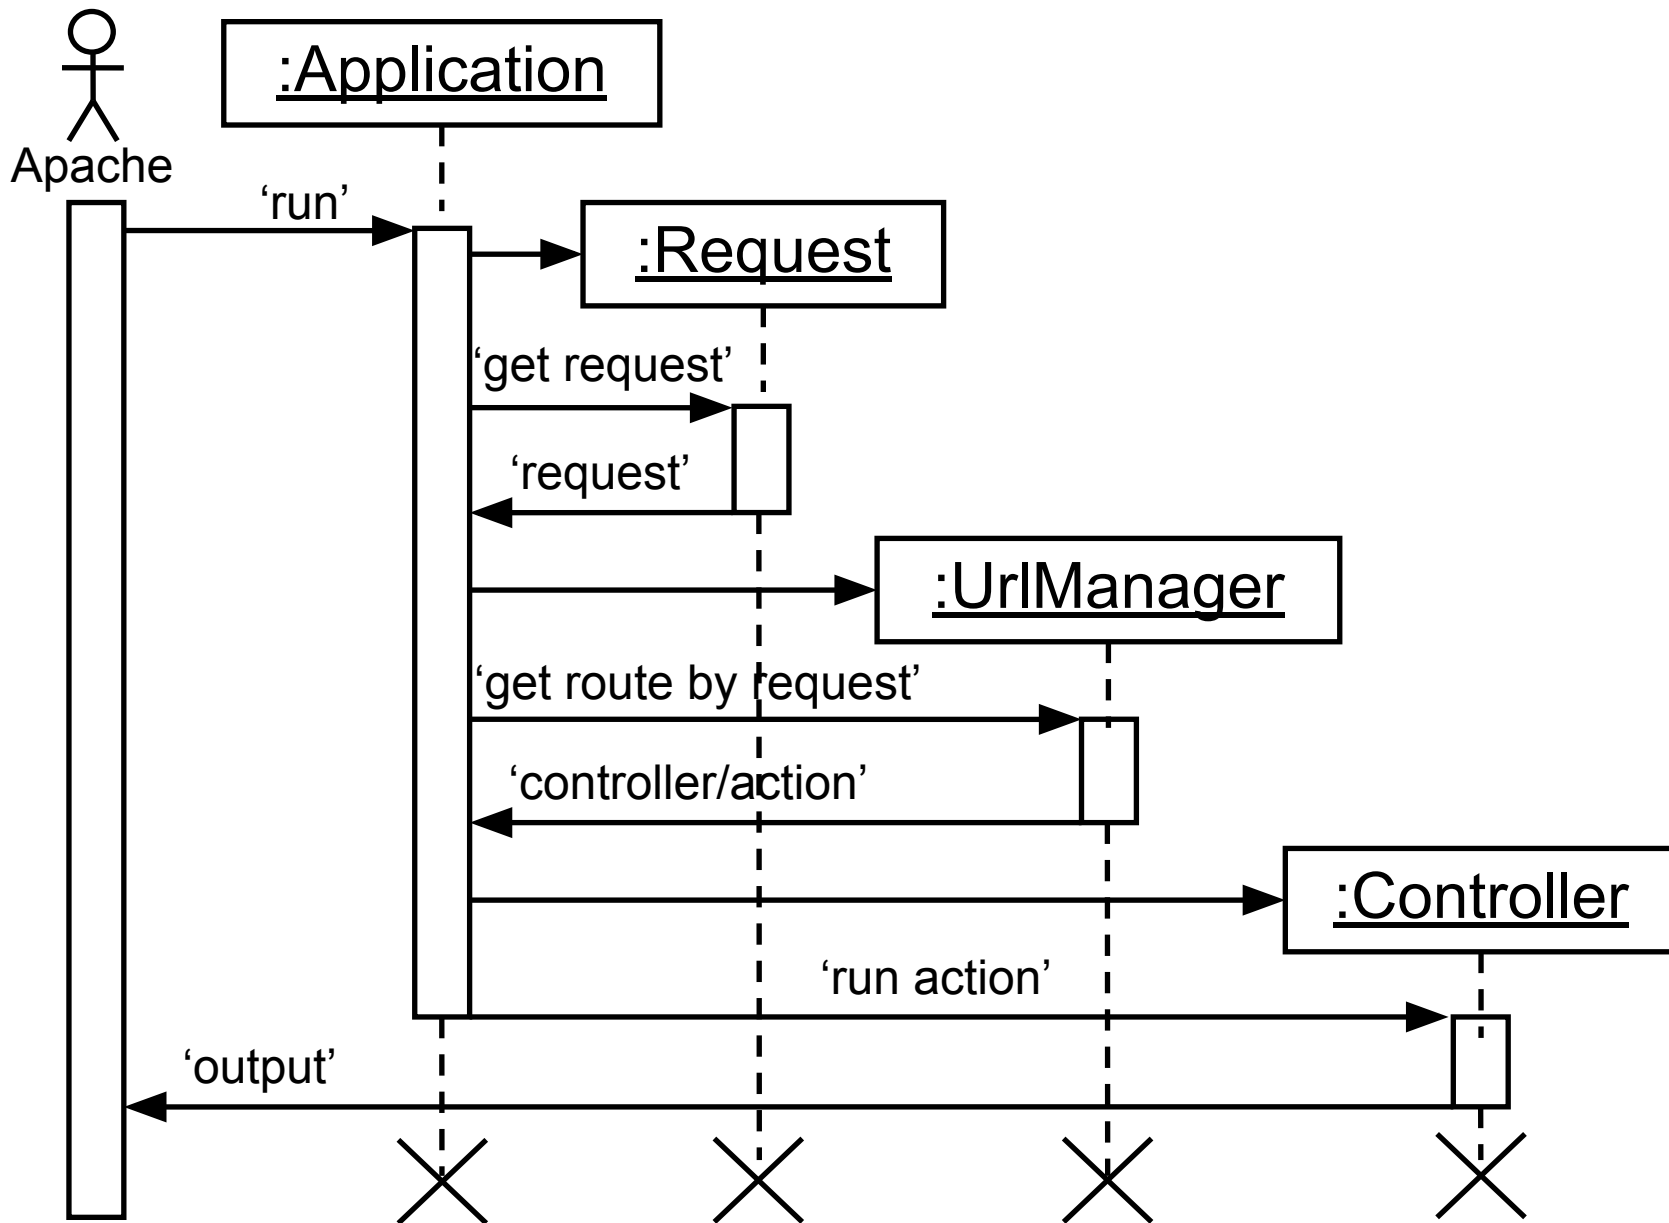 :Application
Apache
‘run’
:Request
‘get request’
‘request’
:UrlManager
‘get route by request’
‘controller/action’
:Controller
‘run action’
‘output’